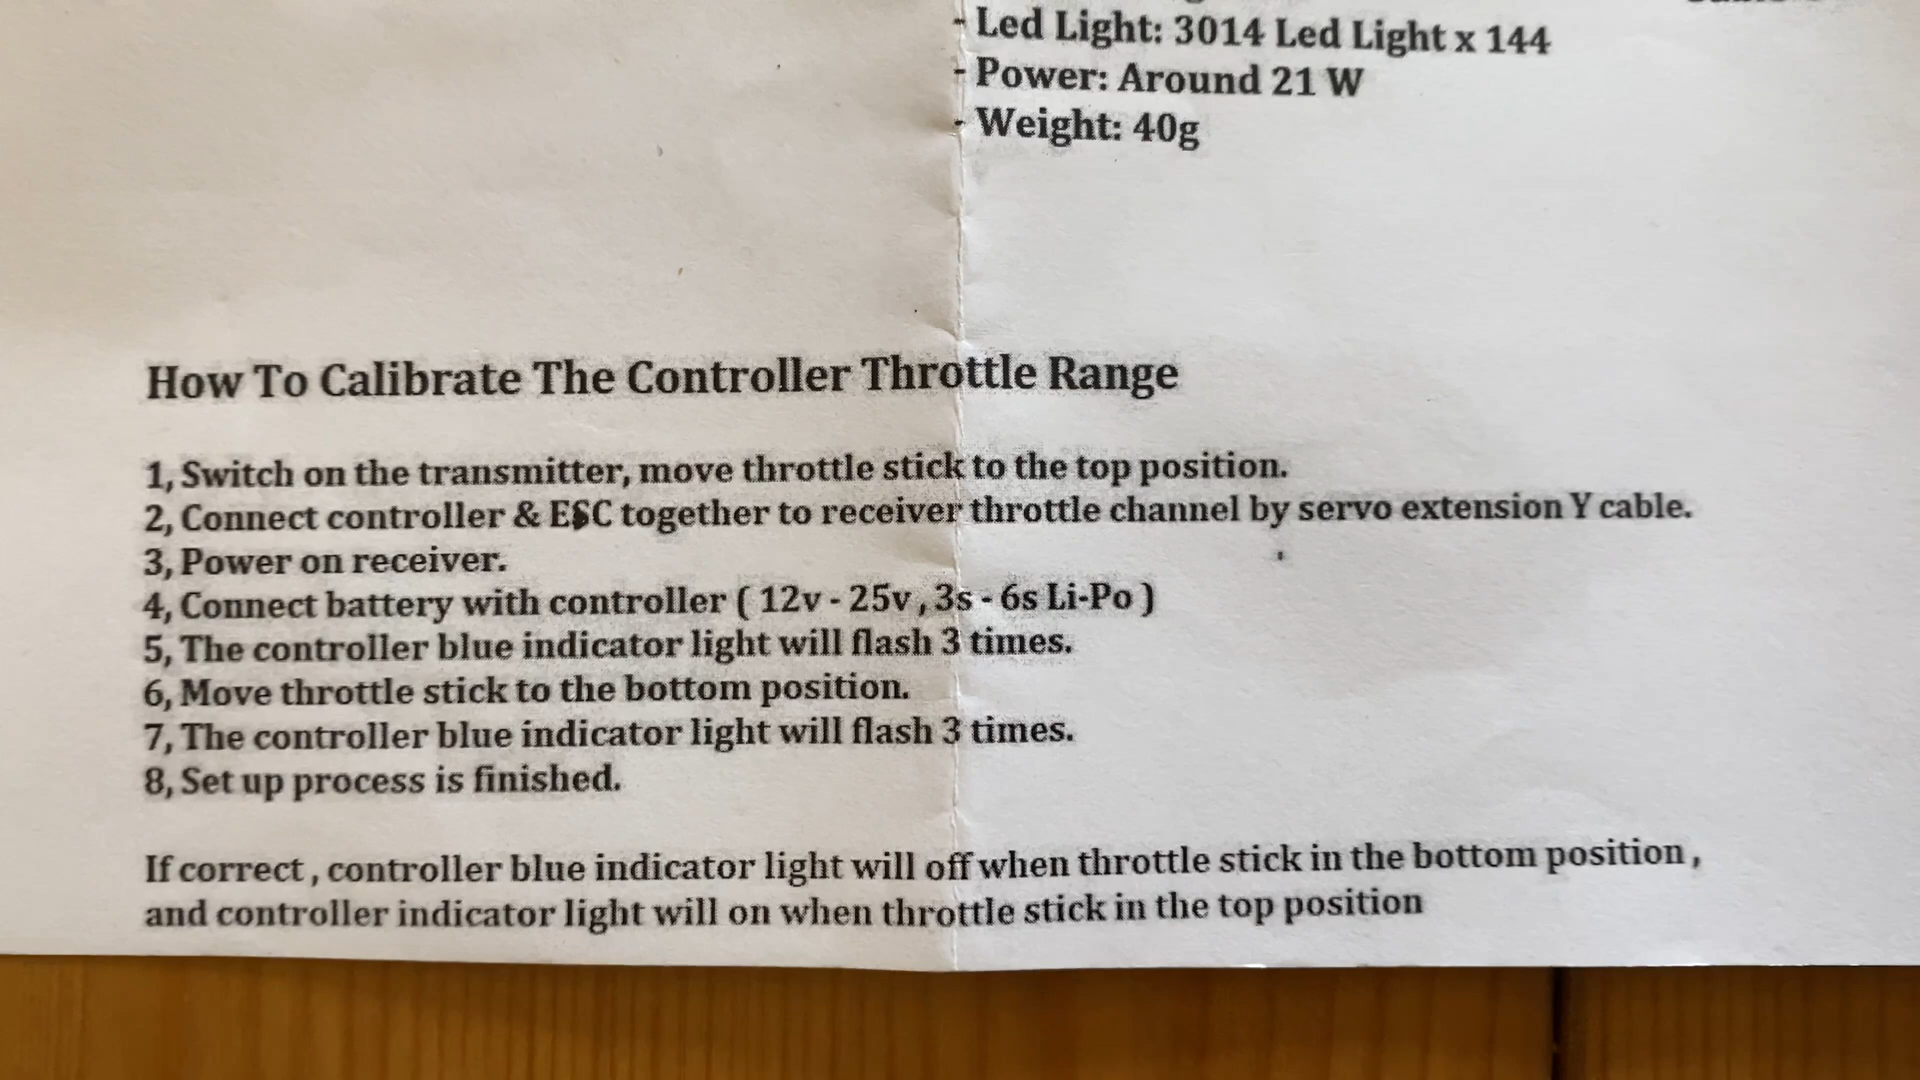 - Led Light: 3014 Led Light x 144
- Power: Around 21 W
- Weight: 40g
How To Calibrate The Controller Throttle Range
1, Switch on the transmitter, move throttle stick to the top position.
2, Connect controller & ESC together to receiver throttle channel by servo extension Y cable.
3, Power on receiver.
4, Connect battery with controller ( 12v - 25v , 3s - 6s Li-Po )
5, The controller blue indicator light will flash 3 times.
6, Move throttle stick to the bottom position.
7, The controller blue indicator light will flash 3 times.
8, Set up process is finished.
If correct , controller blue indicator light will off when throttle stick in the bottom position ,
and controller indicator light will on when throttle stick in the top position